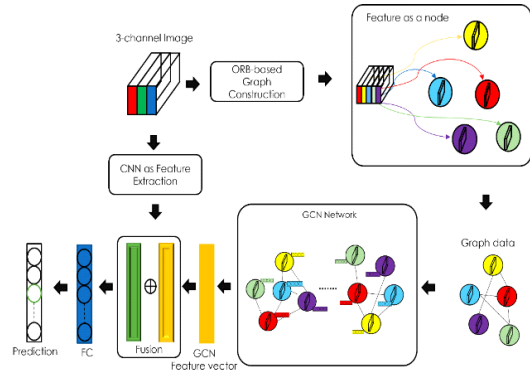 3-channel Image
Feature as a node
ORB-based
Graph
Construction
CNN as Feature
Extraction
GCN Network
Graph data
Prediction
FC
Fusion
GCN
Feature vector